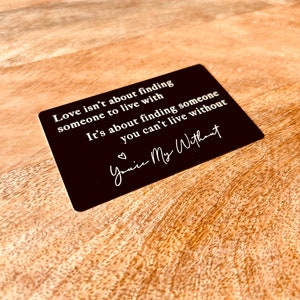 Love isn't about finding
someone to live with
It's about finding someone
you can't live without
You're My Without